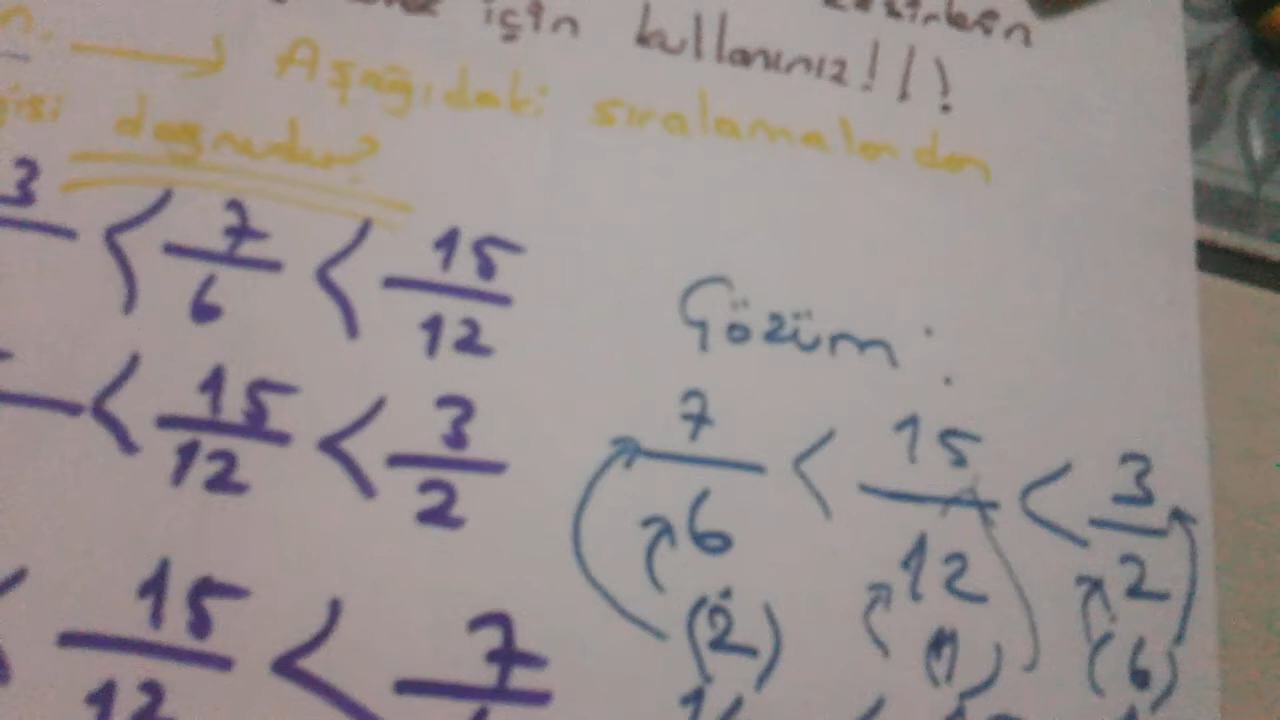 için kullanınız!!!
Aşağıdaki sıralamalardan
doğrudur?
3 < 7/6 < 15/12
< 15/12 < 3/2
< 15/12 < 7
Çözüm:
7/6 < 15/12 < 3/2
(2) (1) (6)